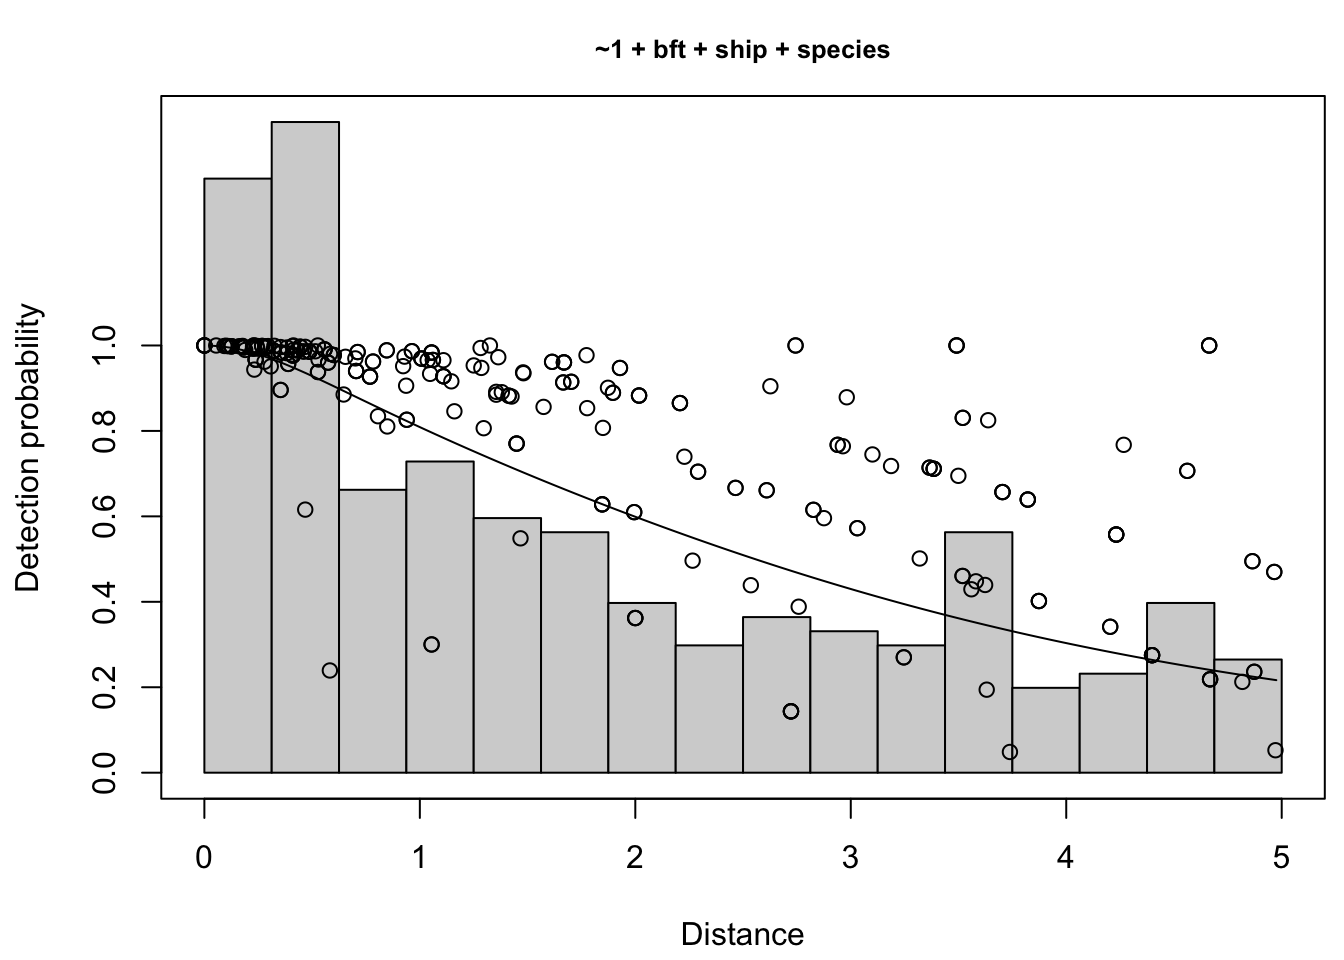 ~1 + bft + ship + species
Detection probability
1.0
0.8
0.6
0.4
0.2
0.0
0 1 2 3 4 5
Distance